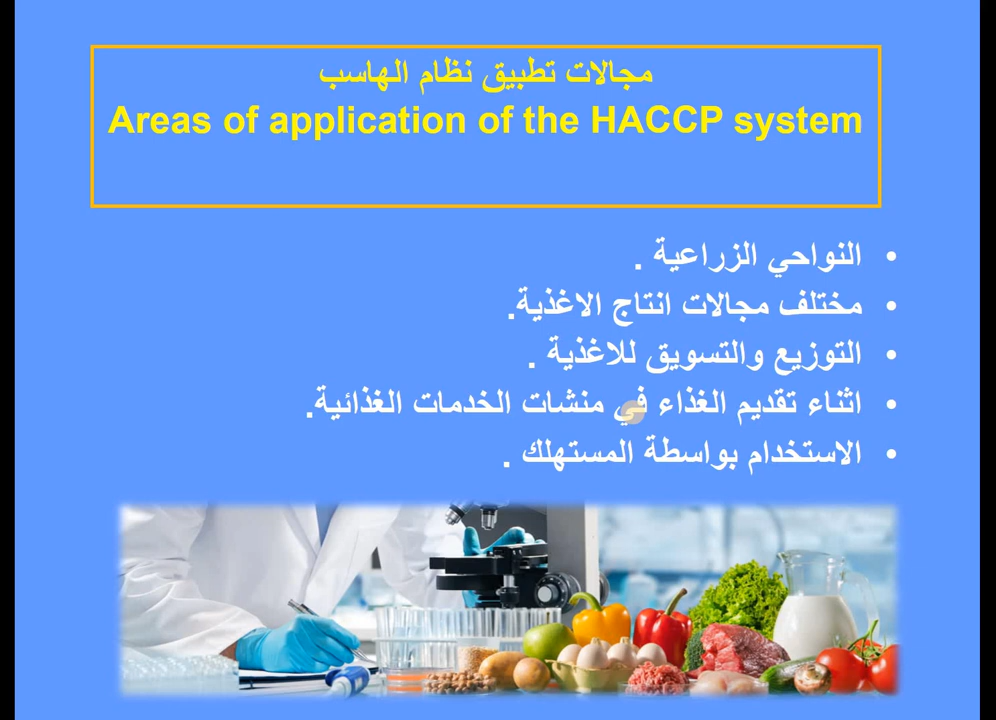 مجالات تطبيق نظام الهاسب
Areas of application of the HACCP system
• النواحي الزراعية .
• مختلف مجالات انتاج الاغذية.
• التوزيع والتسويق للاغذية .
• اثناء تقديم الغذاء في منشات الخدمات الغذائية.
• الاستخدام بواسطة المستهلك .